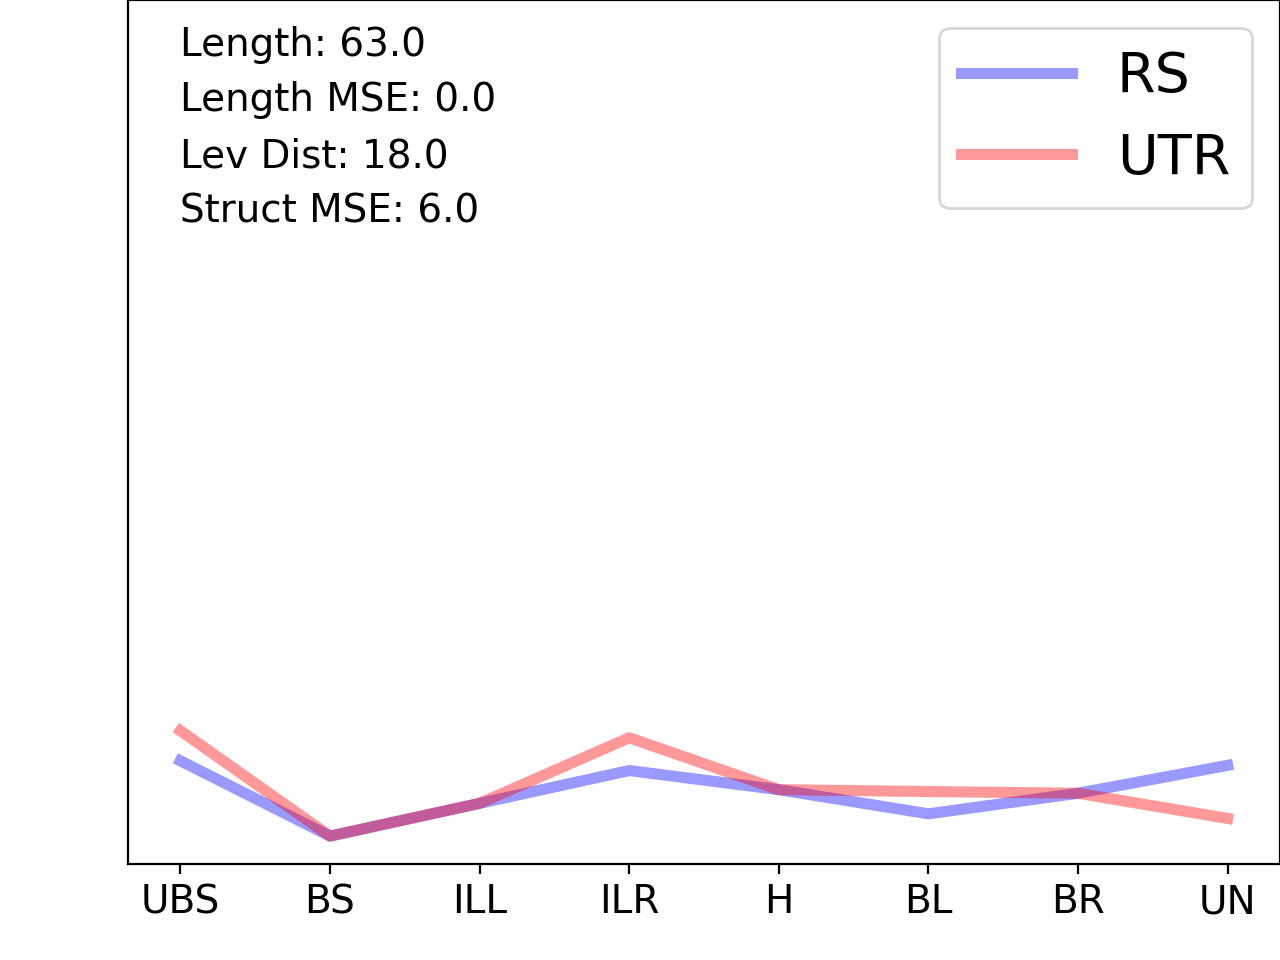 Length: 63.0
Length MSE: 0.0
Lev Dist: 18.0
Struct MSE: 6.0
RS
UTR
UBS BS ILL ILR H BL BR UN